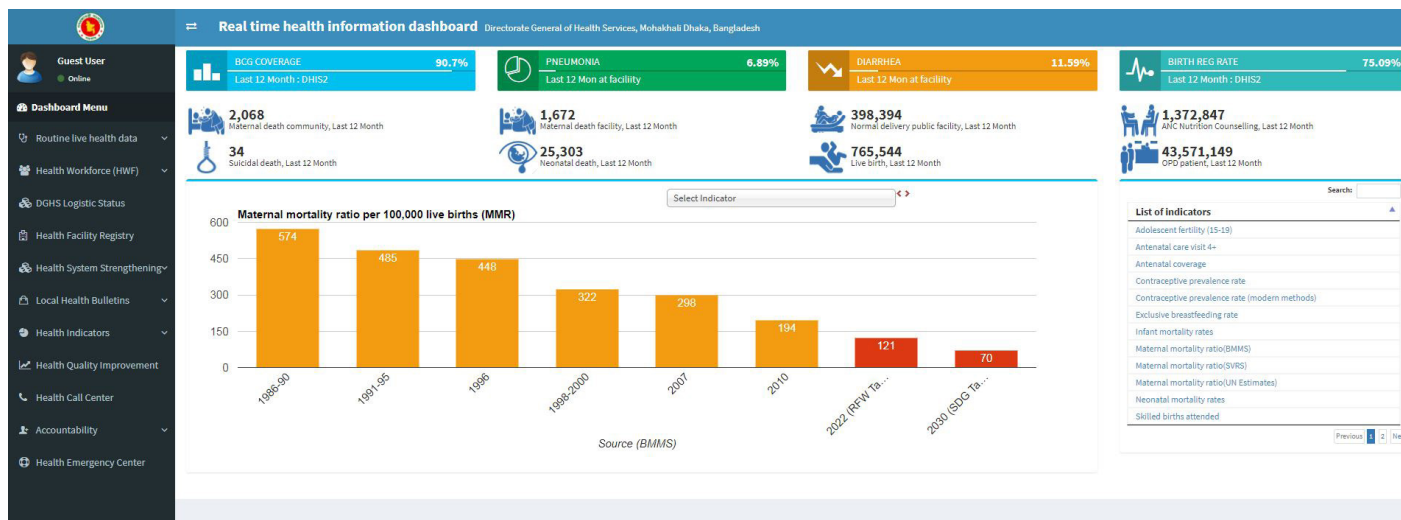 Real time health information dashboard Directorate General of Health Services, Mohakhali Dhaka, Bangladesh
Guest User
Online
Dashboard Menu
Routine live health data
Health Workforce (HWF)
DGHS Logistic Status
Health Facility Registry
Health System Strengthening
Local Health Bulletins
Health Indicators
Health Quality Improvement
Health Call Center
Accountability
Health Emergency Center
BCG COVERAGE 90.7%
Last 12 Month : DHIS2
PNEUMONIA 6.89%
Last 12 Mon at faciliity
DIARRHEA 11.59%
Last 12 Mon at faciliity
BIRTH REG RATE 75.09%
Last 12 Month : DHIS2
2,068
Maternal death community, Last 12 Month
1,672
Maternal death facility, Last 12 Month
398,394
Normal delivery public facility, Last 12 Month
1,372,847
ANC Nutrition Counselling, Last 12 Month
34
Suicidal death, Last 12 Month
25,303
Neonatal death, Last 12 Month
765,544
Live birth, Last 12 Month
43,571,149
OPD patient, Last 12 Month
Select Indicator
Maternal mortality ratio per 100,000 live births (MMR)
600
450
300
150
0
574
485
448
322
298
194
121
70
1986-90
1991-95
1996
1998-2000
2007
2010
2022 (RFW Ta...
2030 (SDG Ta...
Source (BMMS)
Search:
List of indicators
Adolescent fertility (15-19)
Antenatal care visit 4+
Antenatal coverage
Contraceptive prevalence rate
Contraceptive prevalence rate (modern methods)
Exclusive breastfeeding rate
Infant mortality rates
Maternal mortality ratio(BMMS)
Maternal mortality ratio(SVRS)
Maternal mortality ratio(UN Estimates)
Neonatal mortality rates
Skilled births attended
Previous 1 2 Ne